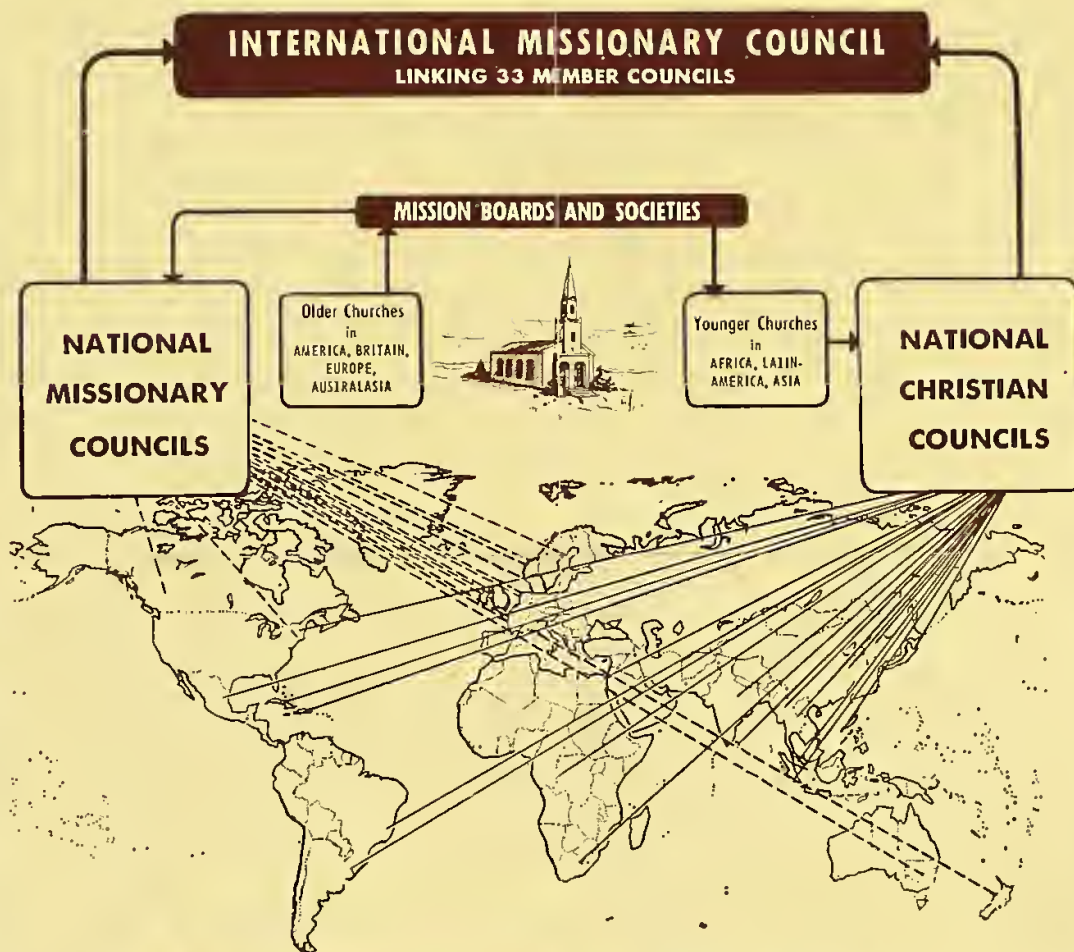 INTERNATIONAL MISSIONARY COUNCIL
LINKING 33 MEMBER COUNCILS
MISSION BOARDS AND SOCIETIES
NATIONAL
MISSIONARY
COUNCILS
Older Churches
in
AMERICA, BRITAIN,
EUROPE,
AUSTRALASIA
Younger Churches
in
AFRICA, LATIN-
AMERICA, ASIA
NATIONAL
CHRISTIAN
COUNCILS